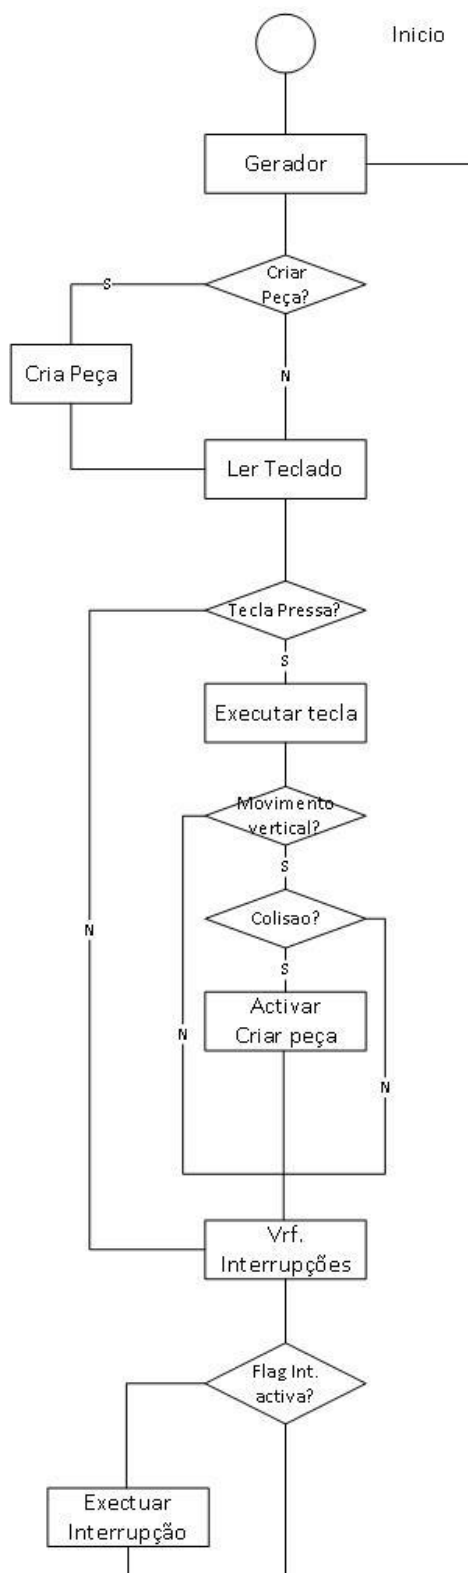 Inicio
Gerador
Criar
Peça?
S
Cria Peça
N
Ler Teclado
Tecla Pressa?
S
Executar tecla
Movimento
vertical?
S
Colisao?
N
S
Activar
Criar peça
N
N
Vrf.
Interrupções
Flag Int.
activa?
Exectuar
Interrupção